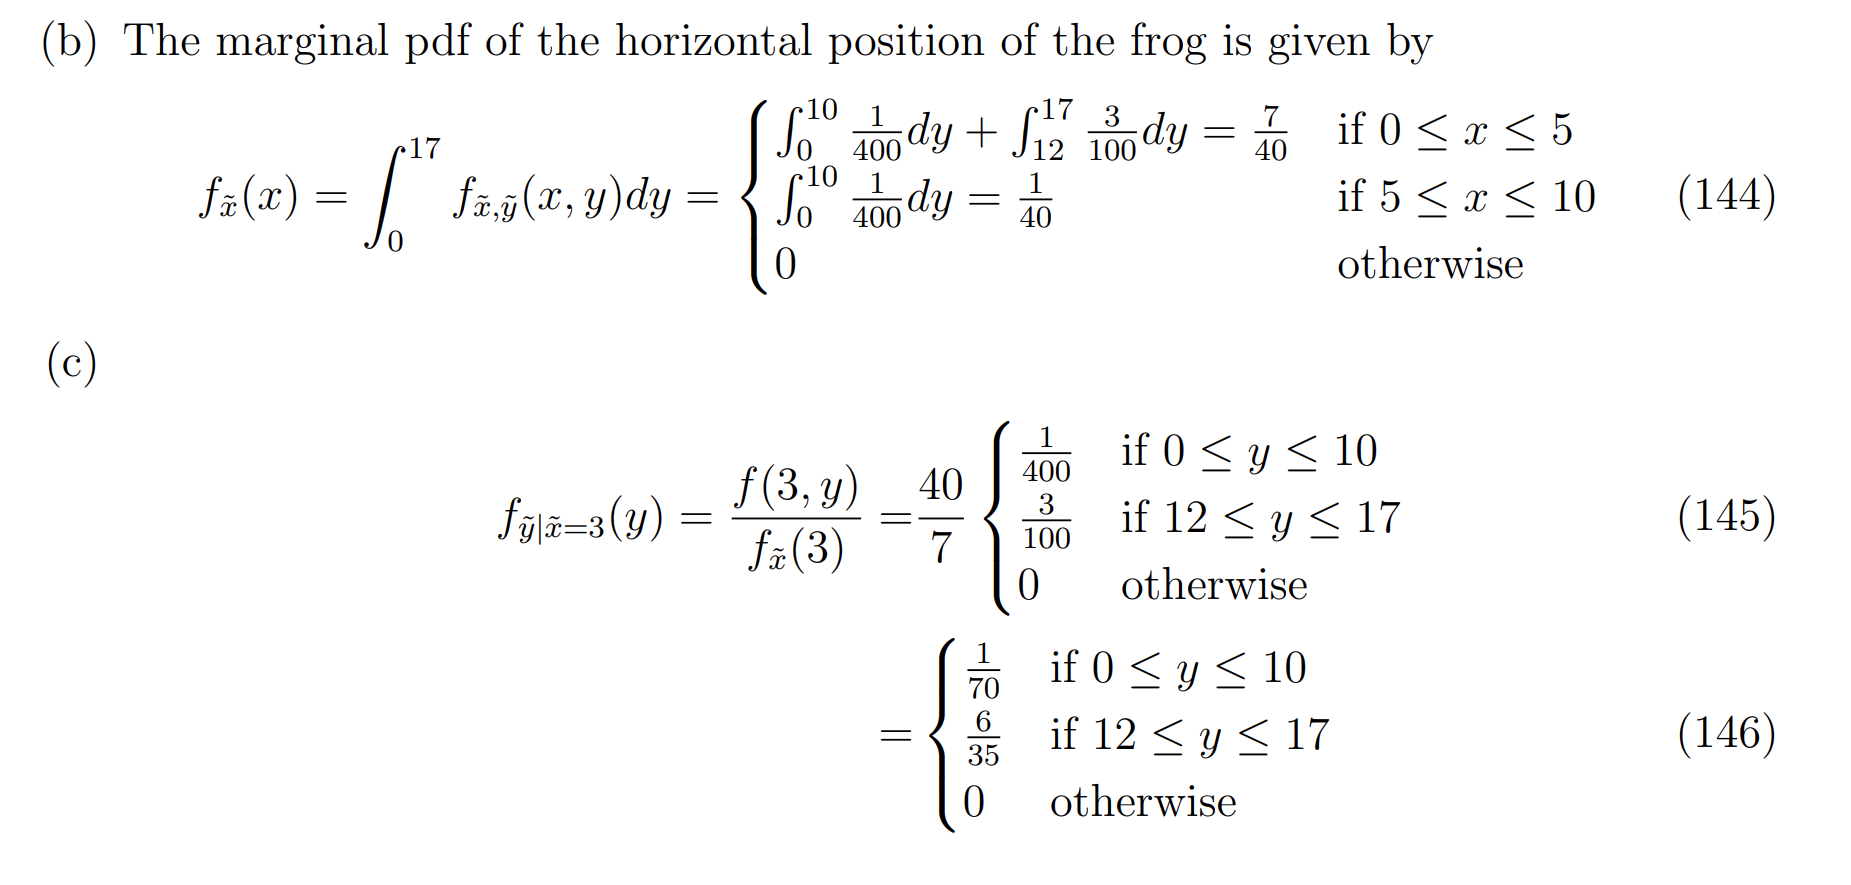 (b) The marginal pdf of the horizontal position of the frog is given by
$f_{\tilde{x}}(x) = \int_0^{17} f_{\tilde{x},\tilde{y}}(x, y)dy = \begin{cases} \int_0^{10} \frac{1}{400}dy + \int_{12}^{17} \frac{3}{100}dy = \frac{7}{40} & \text{if } 0 \leq x \leq 5 \\ \int_0^{10} \frac{1}{400}dy = \frac{1}{40} & \text{if } 5 \leq x \leq 10 \\ 0 & \text{otherwise} \end{cases}$ (144)
(c)
$f_{\tilde{y}|\tilde{x}=3}(y) = \frac{f(3, y)}{f_{\tilde{x}}(3)} = \frac{40}{7} \begin{cases} \frac{1}{400} & \text{if } 0 \leq y \leq 10 \\ \frac{3}{100} & \text{if } 12 \leq y \leq 17 \\ 0 & \text{otherwise} \end{cases}$ (145)
$= \begin{cases} \frac{1}{70} & \text{if } 0 \leq y \leq 10 \\ \frac{6}{35} & \text{if } 12 \leq y \leq 17 \\ 0 & \text{otherwise} \end{cases}$ (146)